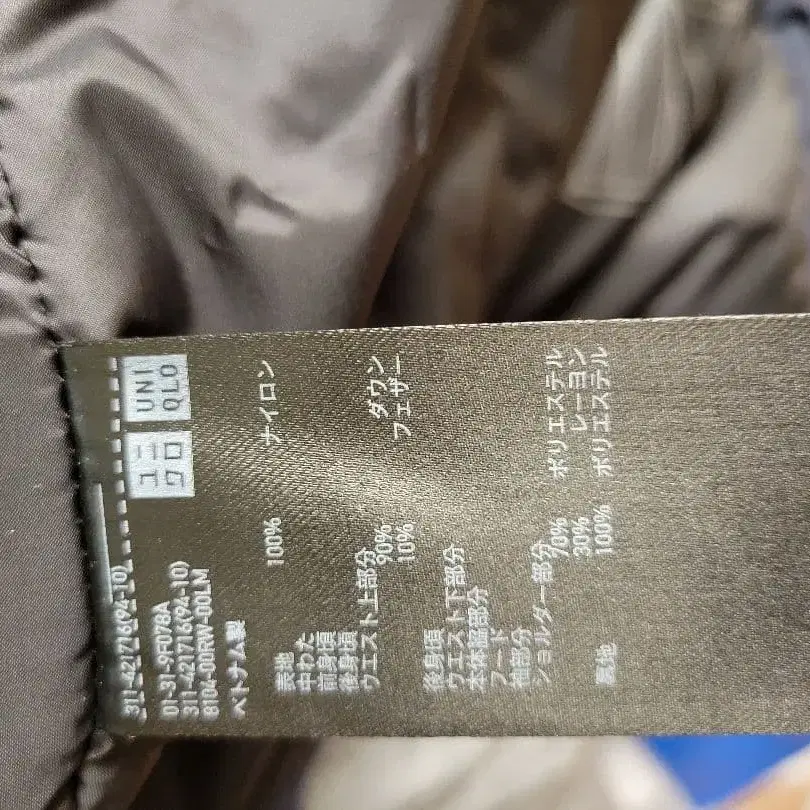 ユニ
クロ
UNI
QLO
311-421716(94-10)
01-31-9F078A
311-421716(94-10)
8104-00RW-00LM
ベトナム製
100% ナイロン
表地
中わた
前身頃
後身頃
ウエスト上部分
90% ダウン
10% フェザー
後身頃
ウエスト下部分
本体脇部分
フード
袖部分
ショルダー部分
70% ポリエステル
30% レーヨン
裏地 100% ポリエステル